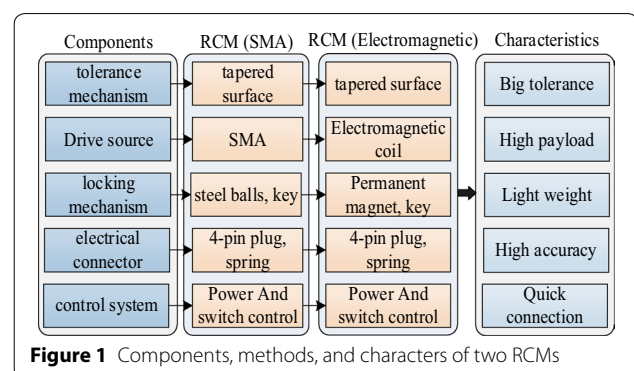 Components
RCM (SMA)
RCM (Electromagnetic)
Characteristics
tolerance
mechanism
tapered
surface
tapered surface
Big tolerance
Drive source
SMA
Electromagnetic
coil
High payload
locking
mechanism
steel balls, key
Permanent
magnet, key
Light weight
electrical
connector
4-pin plug,
spring
4-pin plug,
spring
High accuracy
control system
Power And
switch control
Power And
switch control
Quick
connection
Figure 1 Components, methods, and characters of two RCMs